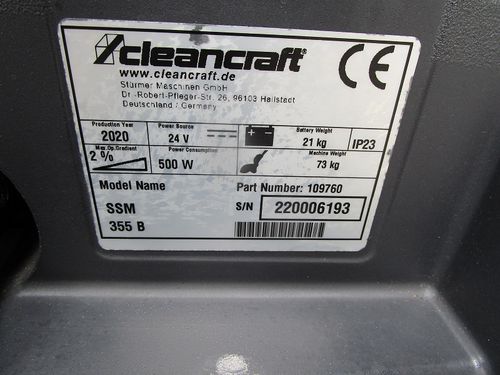 cleancraft®
www.cleancraft.de
Stürmer Maschinen GmbH
Dr.-Robert-Pfleger-Str. 26, 96103 Hallstadt
Deutschland / Germany
CE
Production Year
2020
Power Source
24 V
Battery Weight
21 kg
IP23
Max.Op.Gradient
2 %
Power Consumption
500 W
Machine Weight
73 kg
Model Name
Part Number: 109760
SSM
355 B
S/N 220006193